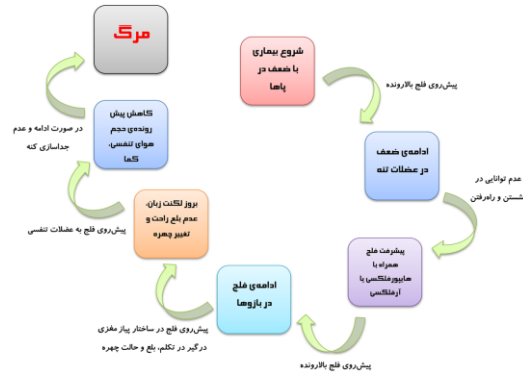 شروع بیماری
با ضعف در
پاها
پیش‌روی فلج بالارونده
ادامه‌ی ضعف
در عضلات تنه
عدم توانایی در
نشستن و راه‌رفتن
پیشرفت فلج
همراه با
هایپورفلکسی یا
آرفلکسی
پیش‌روی فلج بالارونده
ادامه‌ی فلج
در بازوها
پیش‌روی فلج در ساختار پیاز مغزی
درگیر در تکلم، بلع و حالت چهره
بروز لکنت زبان،
عدم بلع راحت و
تغییر چهره
پیش‌روی فلج به عضلات تنفسی
کاهش پیش
رونده‌ی حجم
هوای تنفسی،
کما
در صورت ادامه و عدم
جداسازی کنه
مرگ